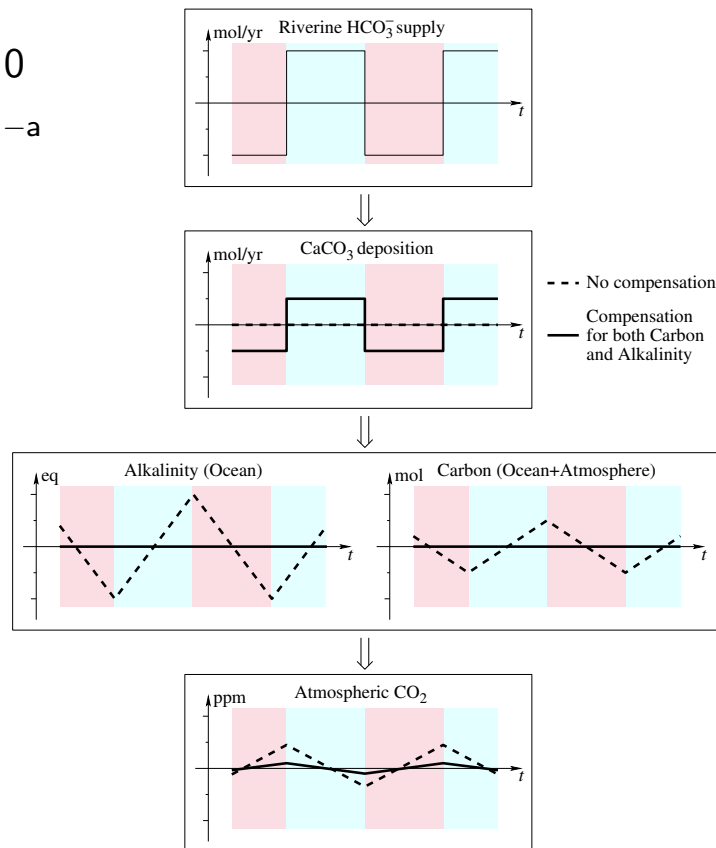 0
−a
Riverine HCO₃⁻ supply
mol/yr
t
CaCO₃ deposition
mol/yr
t
No compensation
Compensation
for both Carbon
and Alkalinity
Alkalinity (Ocean)
eq
t
Carbon (Ocean+Atmosphere)
mol
t
Atmospheric CO₂
ppm
t